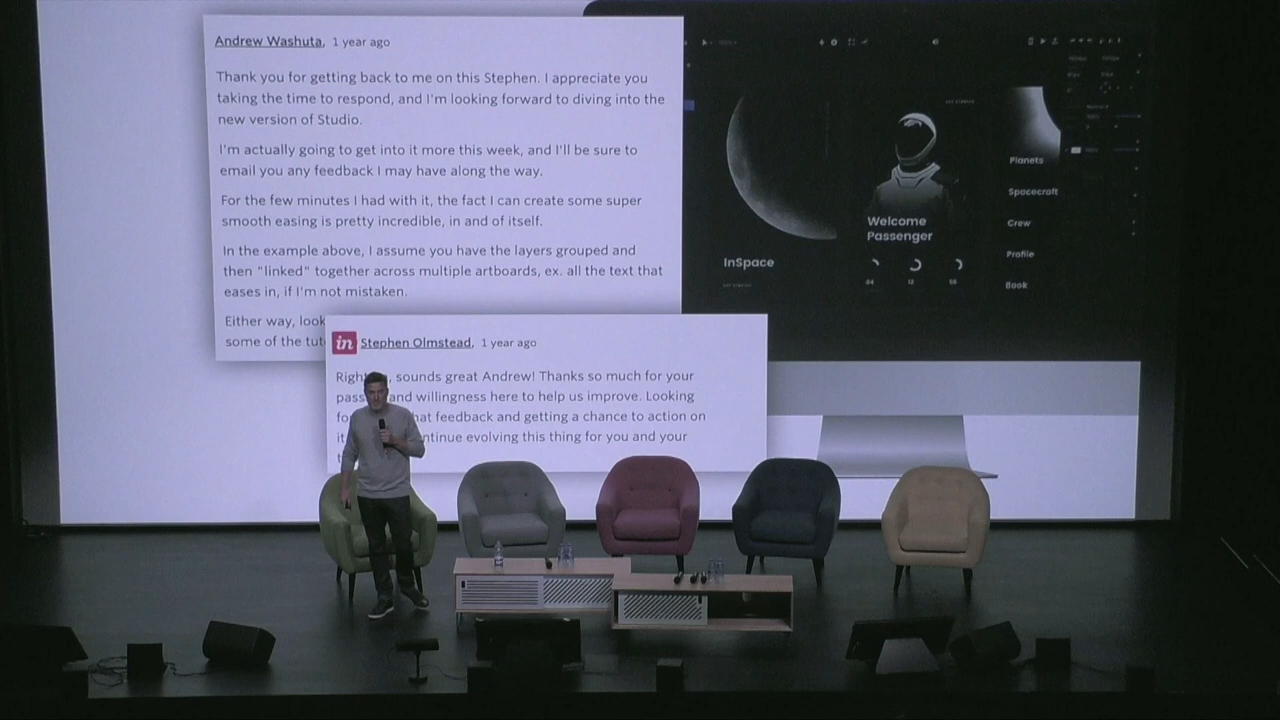 Andrew Washuta, 1 year ago
Thank you for getting back to me on this Stephen. I appreciate you
taking the time to respond, and I'm looking forward to diving into the
new version of Studio.
I'm actually going to get into it more this week, and I'll be sure to
email you any feedback I may have along the way.
For the few minutes I had with it, the fact I can create some super
smooth easing is pretty incredible, in and of itself.
In the example above, I assume you have the layers grouped and
then "linked" together across multiple artboards, ex. all the text that
eases in, if I'm not mistaken.
Either way, look
some of the tut
in Stephen Olmstead, 1 year ago
Right, sounds great Andrew! Thanks so much for your
pass and willingness here to help us improve. Looking
fo hat feedback and getting a chance to action on
it ntinue evolving this thing for you and your
InSpace
Welcome
Passenger
04 12 56
Planets
Spacecraft
Crew
Profile
Book